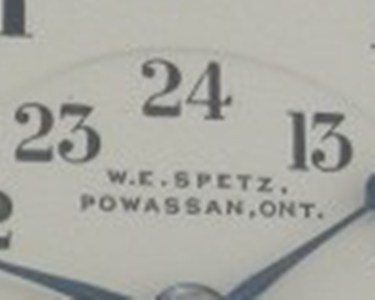 24
23 13
W.E. SPETZ.
POWASSAN, ONT.